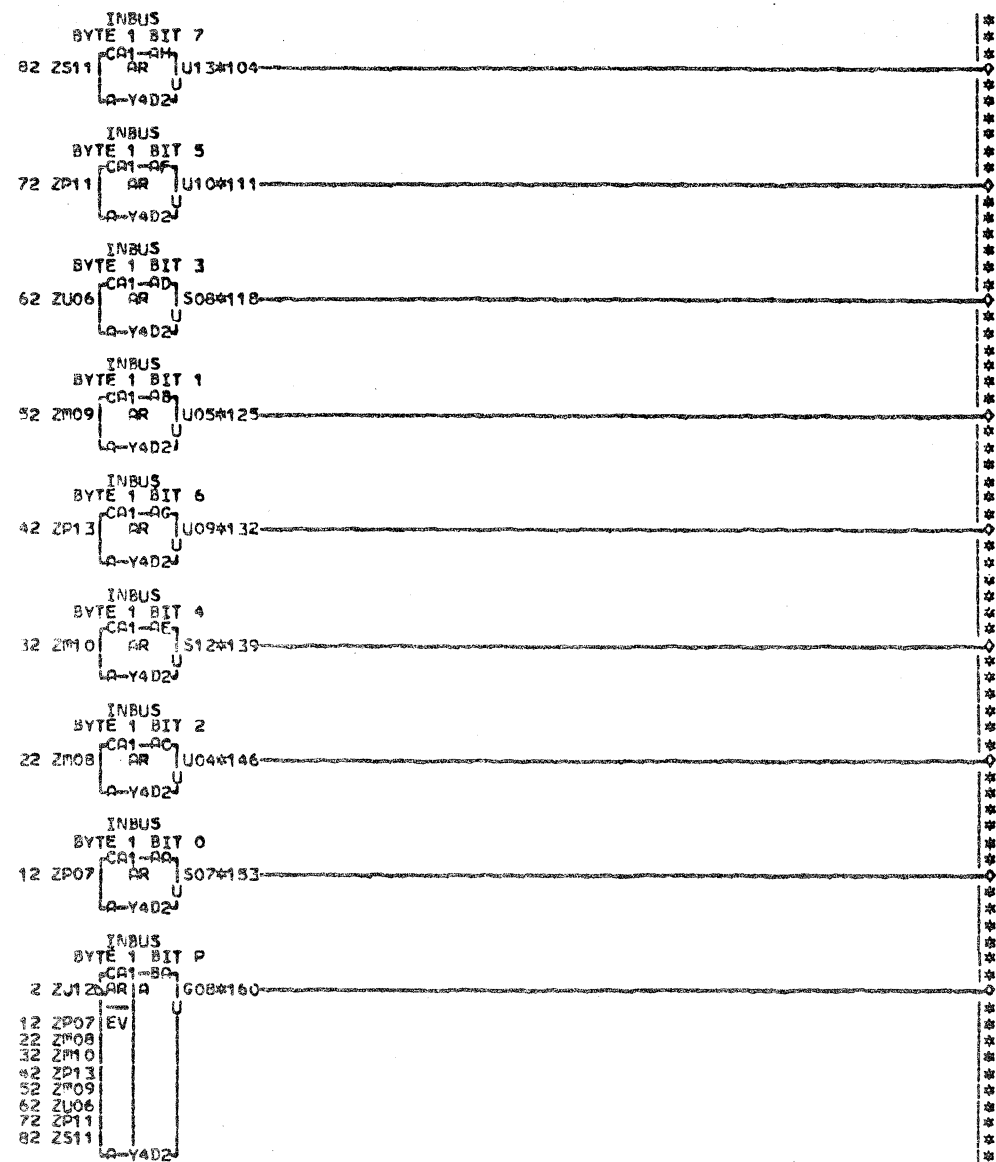 INBUS
BYTE 1 BIT 7
CA1-AH
82 ZS11 AR U13*104
U
A-Y4D2
INBUS
BYTE 1 BIT 5
CA1-AF
72 ZP11 AR U10*111
U
A-Y4D2
INBUS
BYTE 1 BIT 3
CA1-AD
62 ZU06 AR S08*118
U
A-Y4D2
INBUS
BYTE 1 BIT 1
CA1-AB
52 ZM09 AR U05*125
U
A-Y4D2
INBUS
BYTE 1 BIT 6
CA1-AG
42 ZP13 AR U09*132
U
A-Y4D2
INBUS
BYTE 1 BIT 4
CA1-AE
32 ZM10 AR S12*139
U
A-Y4D2
INBUS
BYTE 1 BIT 2
CA1-AC
22 ZM08 AR U04*146
U
A-Y4D2
INBUS
BYTE 1 BIT 0
CA1-AA
12 ZP07 AR S07*153
U
A-Y4D2
INBUS
BYTE 1 BIT P
CA1-BA
2 ZJ12 AR A G08*160
U
12 ZP07 EV
22 ZM08
32 ZM10
42 ZP13
52 ZM09
62 ZU06
72 ZP11
82 ZS11
A-Y4D2